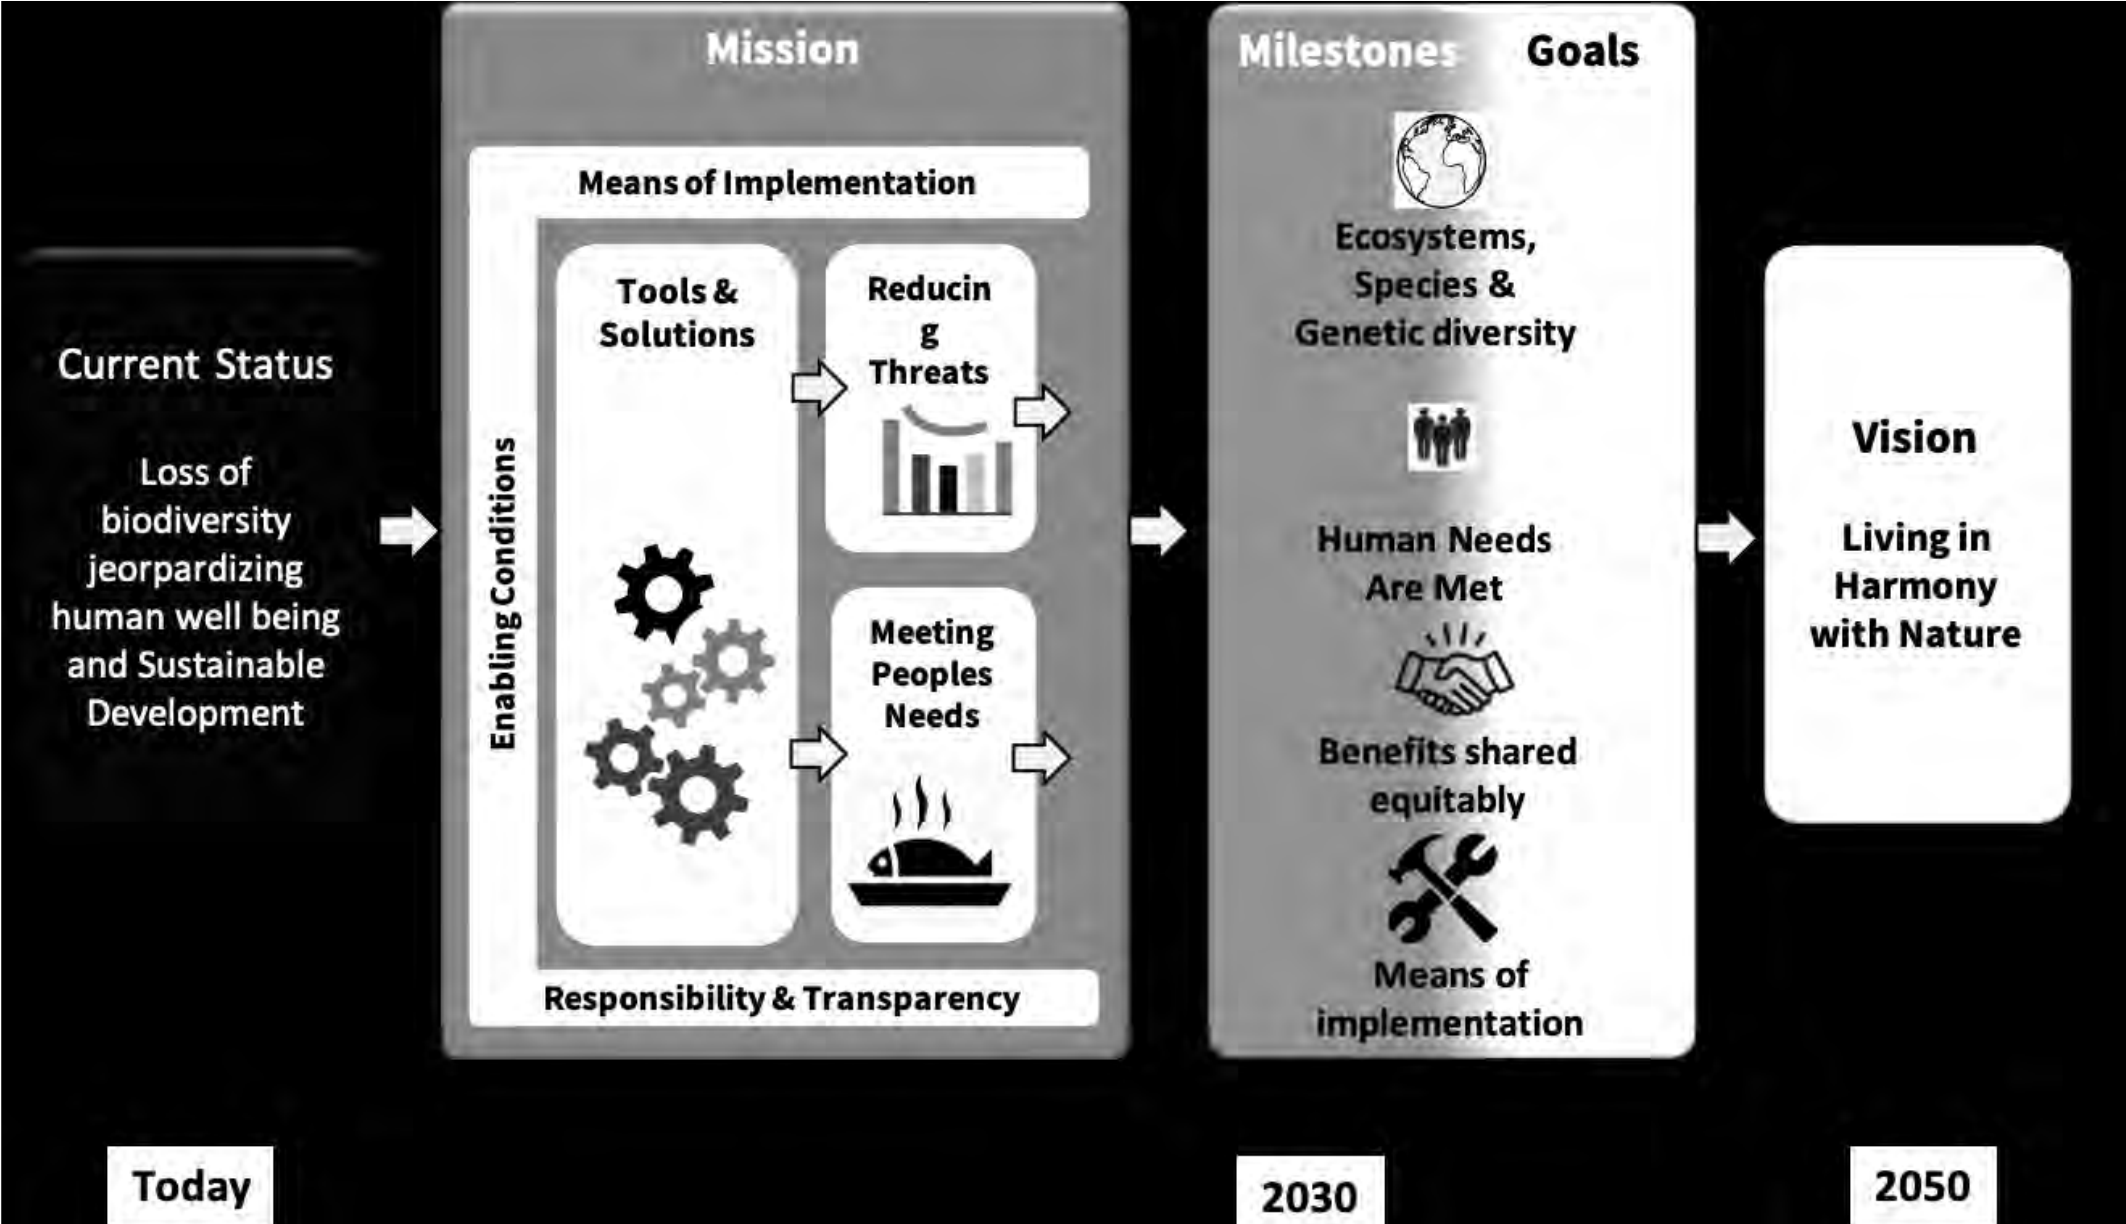 Current Status
Loss of
biodiversity
jeorpardizing
human well being
and Sustainable
Development
Mission
Means of Implementation
Enabling Conditions
Tools &
Solutions
Reducin
g
Threats
Meeting
Peoples
Needs
Responsibility & Transparency
Milestones Goals
Ecosystems,
Species &
Genetic diversity
Human Needs
Are Met
Benefits shared
equitably
Means of
implementation
Vision
Living in
Harmony
with Nature
Today
2030
2050